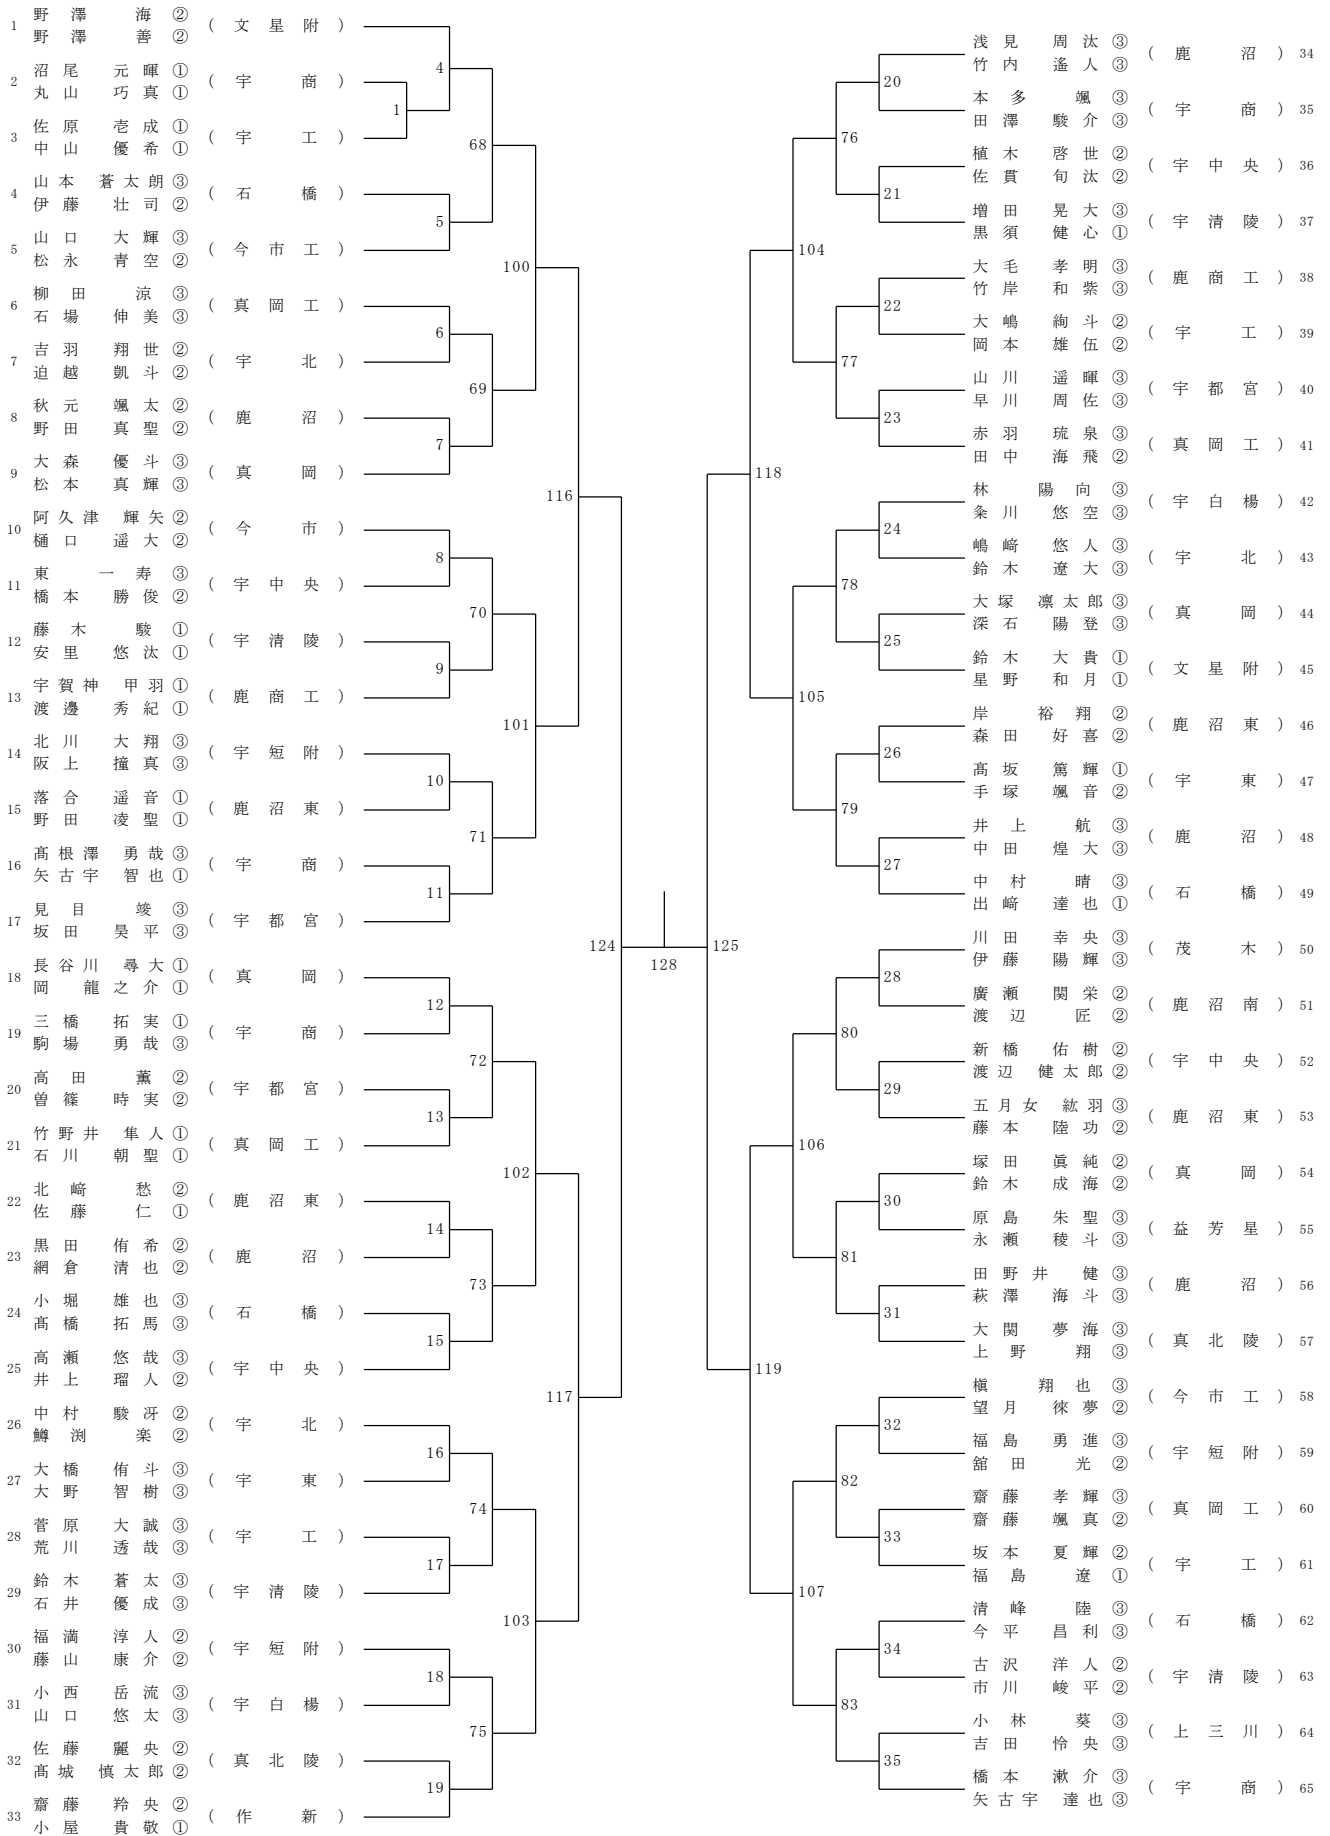 1 野澤 海② 野澤 善② (文星附)
2 沼尾 元暉① 丸山 巧真① (宇商)
3 佐原 壱成① 中山 優希① (宇工)
4 山本 蒼太朗③ 伊藤 壮司② (石橋)
5 山口 大輝③ 松永 青空② (今市工)
6 柳田 涼③ 石場 伸美③ (真岡工)
7 吉羽 翔世② 迫越 凱斗② (宇北)
8 秋元 颯太② 野田 真聖② (鹿沼)
9 大森 優斗③ 松本 真輝③ (真岡)
10 阿久津 輝矢② 樋口 遥大② (今市)
11 東 一寿③ 橋本 勝俊② (宇中央)
12 藤木 駿① 安里 悠汰① (宇清陵)
13 宇賀神 甲羽① 渡邊 秀紀① (鹿商工)
14 北川 大翔③ 阪上 撞真③ (宇短附)
15 落合 遥音① 野田 凌聖① (鹿沼東)
16 髙根澤 勇哉③ 矢古宇 智也① (宇商)
17 見目 竣③ 坂田 昊平③ (宇都宮)
18 長谷川 尋大① 岡 龍之介① (真岡)
19 三橋 拓実① 駒場 勇哉③ (宇商)
20 高田 薫② 曽篠 時実② (宇都宮)
21 竹野井 隼人① 石川 朝聖① (真岡工)
22 北﨑 愁② 佐藤 仁① (鹿沼東)
23 黒田 侑希② 網倉 清也② (鹿沼)
24 小堀 雄也③ 髙橋 拓馬③ (石橋)
25 高瀬 悠哉③ 井上 瑠人② (宇中央)
26 中村 駿冴② 鱒渕 楽② (宇北)
27 大橋 侑斗③ 大野 智樹③ (宇東)
28 菅原 大誠③ 荒川 透哉③ (宇工)
29 鈴木 蒼太③ 石井 優成③ (宇清陵)
30 福満 淳人② 藤山 康介② (宇短附)
31 小西 岳流③ 山口 悠太③ (宇白楊)
32 佐藤 麗央② 髙城 慎太郎② (真北陵)
33 齋藤 羚央② 小屋 貴敬① (作新)
1
4
5
6
7
8
9
10
11
12
13
14
15
16
17
18
19
68
69
70
71
72
73
74
75
100
101
102
103
116
117
124
128
125
118
119
104
105
106
107
76
77
78
79
80
81
82
83
20
21
22
23
24
25
26
27
28
29
30
31
32
33
34
35
浅見 周汰③ 竹内 遙人③ (鹿沼) 34
本多 颯③ 田澤 駿介③ (宇商) 35
植木 啓世② 佐貫 旬汰② (宇中央) 36
増田 晃大③ 黒須 健心① (宇清陵) 37
大毛 孝明③ 竹岸 和紫③ (鹿商工) 38
大嶋 絢斗② 岡本 雄伍② (宇工) 39
山川 遥暉③ 早川 周佐③ (宇都宮) 40
赤羽 琉泉③ 田中 海飛② (真岡工) 41
林 陽向③ 粂川 悠空③ (宇白楊) 42
嶋﨑 悠人③ 鈴木 遼大③ (宇北) 43
大塚 凛太郎③ 深石 陽登③ (真岡) 44
鈴木 大貴① 星野 和月① (文星附) 45
岸 裕翔② 森田 好喜② (鹿沼東) 46
髙坂 篤輝① 手塚 颯音② (宇東) 47
井上 航③ 中田 煌大③ (鹿沼) 48
中村 晴③ 出﨑 達也① (石橋) 49
川田 幸央③ 伊藤 陽輝③ (茂木) 50
廣瀬 関栄② 渡辺 匠② (鹿沼南) 51
新橋 佑樹② 渡辺 健太郎② (宇中央) 52
五月女 紘羽③ 藤本 陸功② (鹿沼東) 53
塚田 眞純② 鈴木 成海② (真岡) 54
原島 朱聖③ 永瀬 稜斗③ (益芳星) 55
田野井 健③ 萩澤 海斗③ (鹿沼) 56
大関 夢海③ 上野 翔③ (真北陵) 57
槇 翔也③ 望月 徠夢② (今市工) 58
福島 勇進③ 舘田 光② (宇短附) 59
齋藤 孝輝③ 齋藤 颯真② (真岡工) 60
坂本 夏輝② 福島 遼① (宇工) 61
清峰 陸③ 今平 昌利③ (石橋) 62
古沢 洋人② 市川 峻平② (宇清陵) 63
小林 葵③ 吉田 怜央③ (上三川) 64
橋本 漱介③ 矢古宇 達也③ (宇商) 65